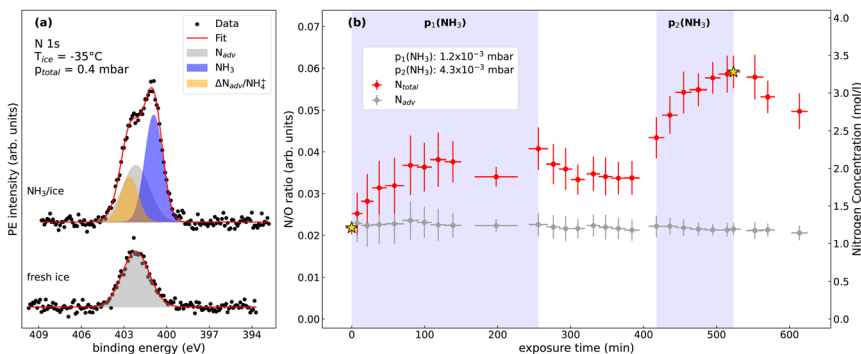 (a)
N 1s
T_ice = -35°C
p_total = 0.4 mbar
Data
Fit
N_adv
NH₃
ΔN_adv/NH₄⁺
NH₃/ice
fresh ice
PE intensity (arb. units)
409 406 403 400 397 394
binding energy (eV)
(b)
p₁(NH₃)
p₂(NH₃)
p₁(NH₃): 1.2x10⁻³ mbar
p₂(NH₃): 4.3x10⁻³ mbar
N_total
N_adv
N/O ratio (arb. units)
0.07
0.06
0.05
0.04
0.03
0.02
0.01
0.00
0 100 200 300 400 500 600
exposure time (min)
4.0
3.5
3.0
2.5
2.0
1.5
1.0
0.5
0.0
Nitrogen Concentration (mol/l)